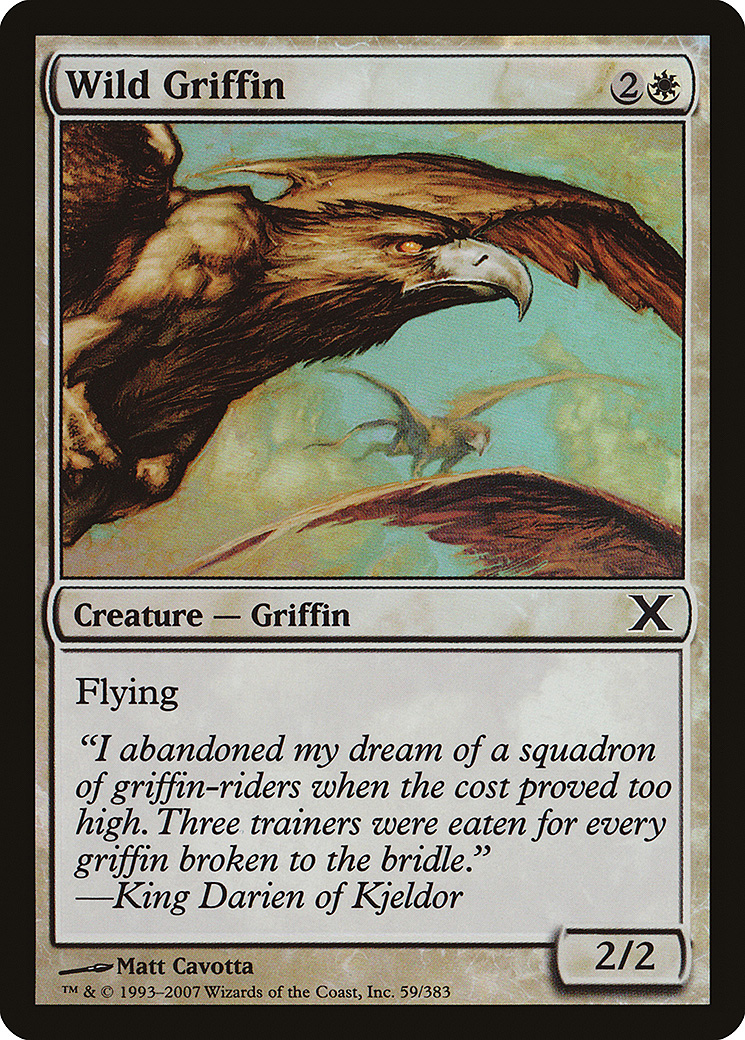 Wild Griffin 2
Creature — Griffin X
Flying
“I abandoned my dream of a squadron
of griffin-riders when the cost proved too
high. Three trainers were eaten for every
griffin broken to the bridle.”
—King Darien of Kjeldor
2/2
Matt Cavotta
™ & © 1993–2007 Wizards of the Coast, Inc. 59/383